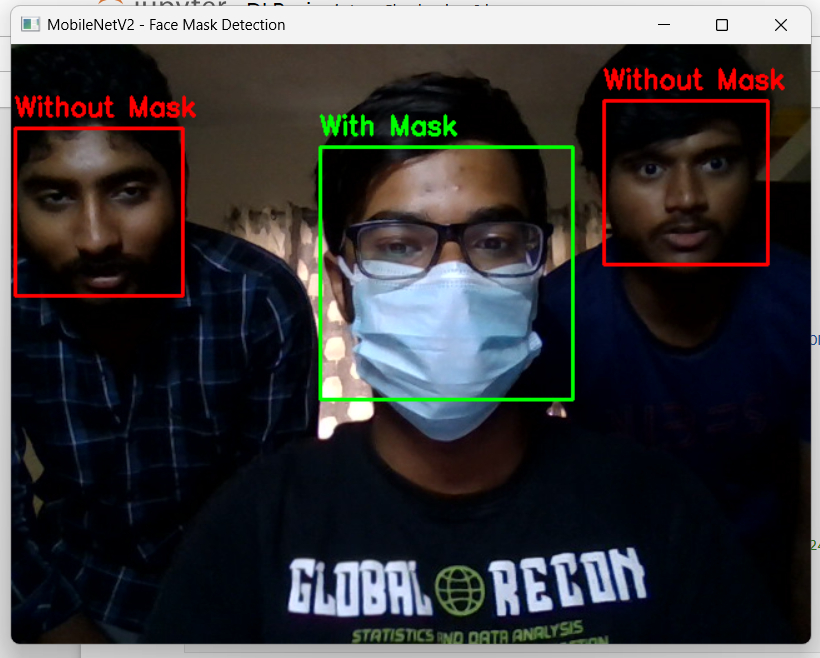 MobileNetV2 - Face Mask Detection
Without Mask
With Mask
Without Mask
GLOBAL RECON
STATISTICS AND DATA ANALYSIS